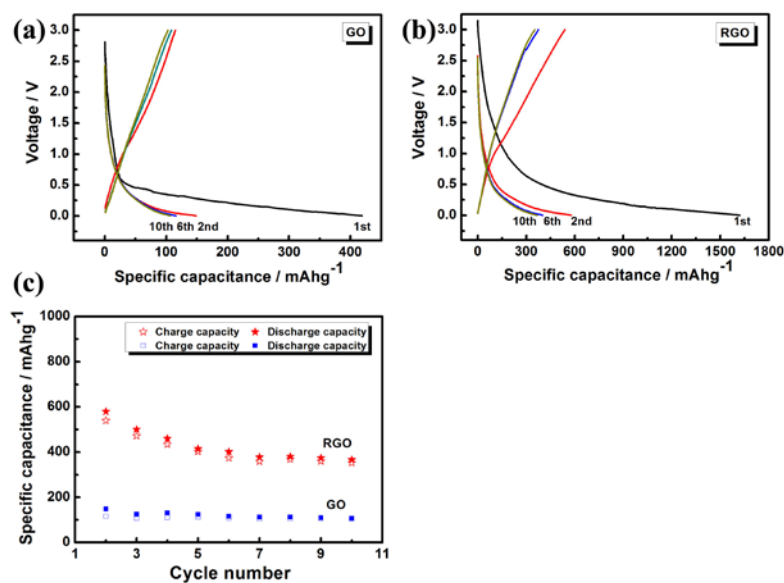 (a)
GO
3.0
2.5
2.0
1.5
1.0
0.5
0.0
Voltage / V
10th 6th 2nd
1st
0 100 200 300 400
Specific capacitance / mAhg-1
(b)
RGO
3.0
2.5
2.0
1.5
1.0
0.5
0.0
Voltage / V
10th 6th 2nd
1st
0 300 600 900 1200 1500 1800
Specific capacitance / mAhg-1
(c)
1000
800
600
400
200
0
Specific capacitance / mAhg-1
Charge capacity Discharge capacity
Charge capacity Discharge capacity
RGO
GO
1 3 5 7 9 11
Cycle number